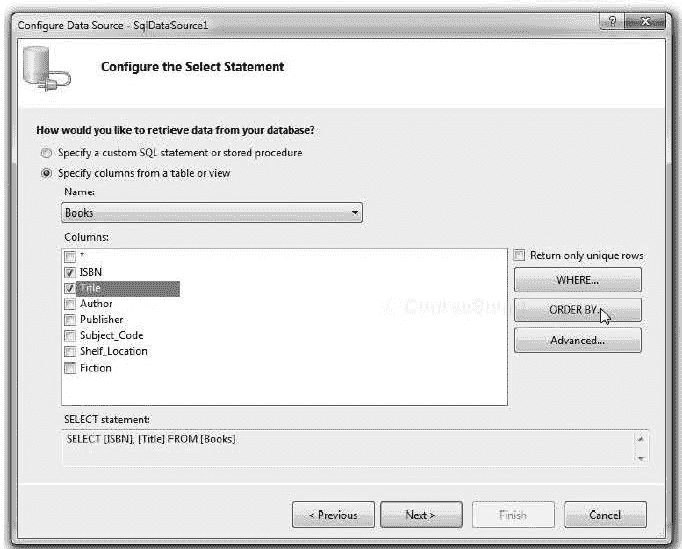 Configure Data Source - SqlDataSource1
Configure the Select Statement
How would you like to retrieve data from your database?
Specify a custom SQL statement or stored procedure
Specify columns from a table or view
Name:
Books
Columns:
*
ISBN
Title
Author
Publisher
Subject_Code
Shelf_Location
Fiction
Return only unique rows
WHERE...
ORDER BY...
Advanced...
SELECT statement:
SELECT [ISBN], [Title] FROM [Books]
< Previous
Next >
Finish
Cancel